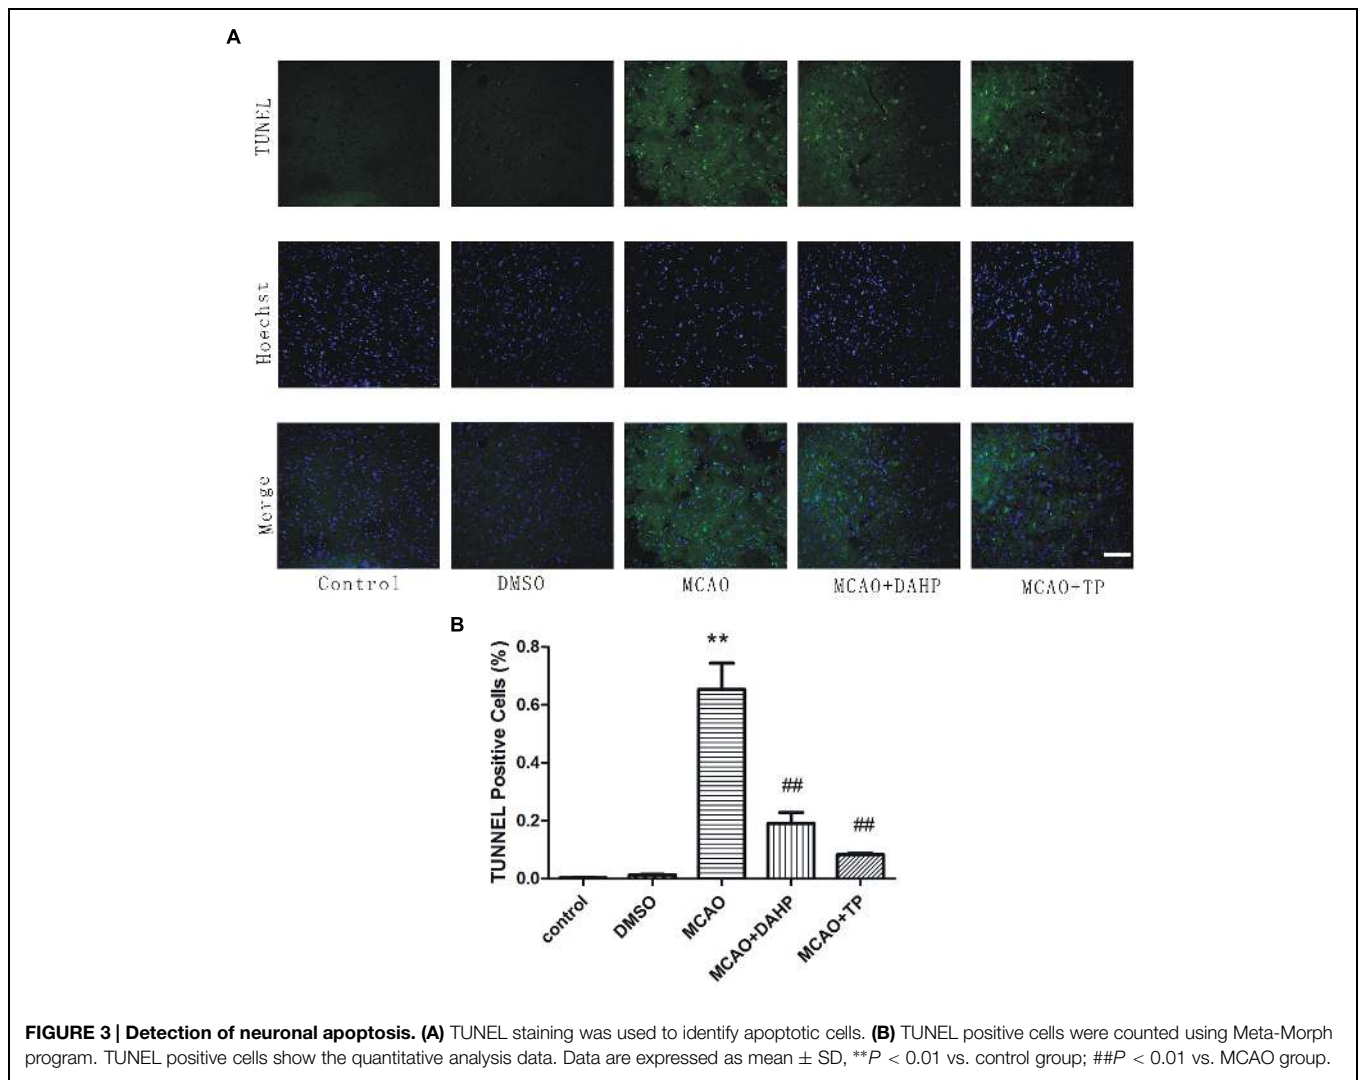 A
TUNEL
Hoechst
Merge
Control DMSO MCAO MCAO+DAHP MCAO+TP
B
TUNNEL Positive Cells (%)
0.8
0.6
0.4
0.2
0.0
**
##
##
control DMSO MCAO MCAO+DAHP MCAO+TP
FIGURE 3 | Detection of neuronal apoptosis. (A) TUNEL staining was used to identify apoptotic cells. (B) TUNEL positive cells were counted using Meta-Morph
program. TUNEL positive cells show the quantitative analysis data. Data are expressed as mean ± SD, **P < 0.01 vs. control group; ##P < 0.01 vs. MCAO group.